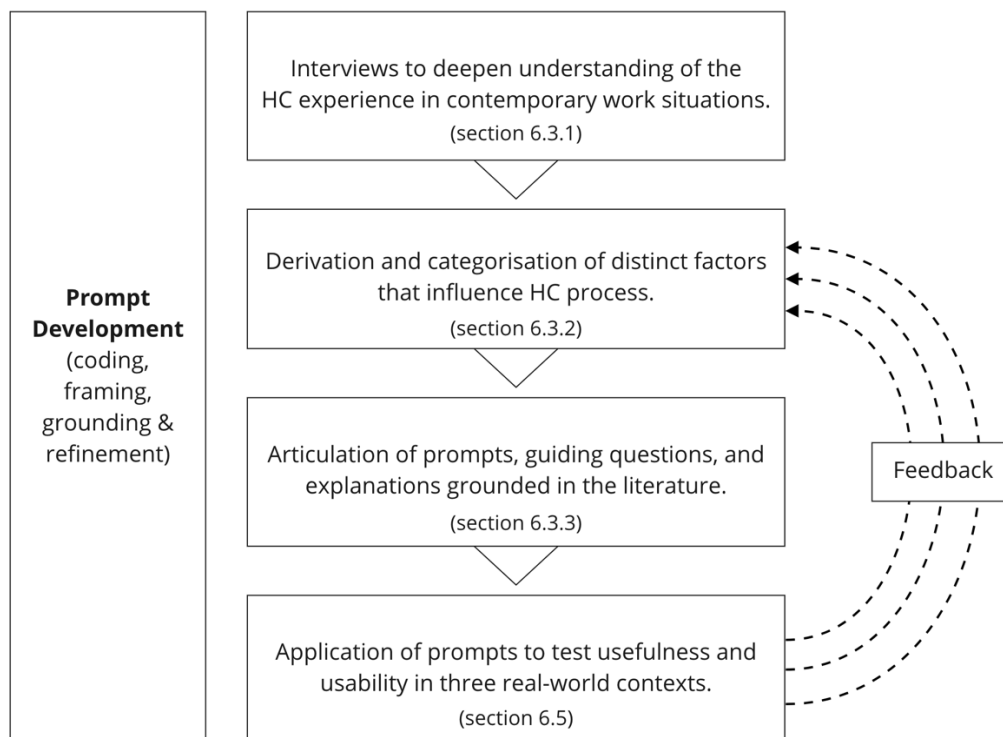 Prompt
Development
(coding,
framing,
grounding &
refinement)
Interviews to deepen understanding of the
HC experience in contemporary work situations.
(section 6.3.1)
Derivation and categorisation of distinct factors
that influence HC process.
(section 6.3.2)
Articulation of prompts, guiding questions, and
explanations grounded in the literature.
(section 6.3.3)
Application of prompts to test usefulness and
usability in three real-world contexts.
(section 6.5)
Feedback